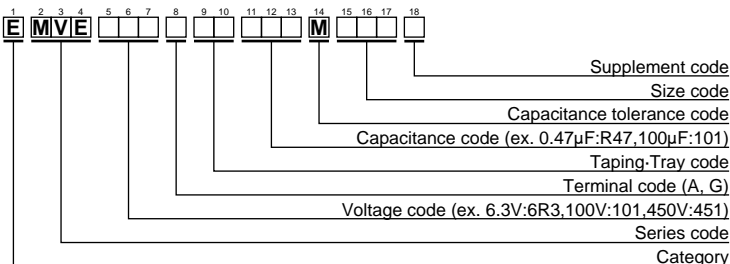 1 2 3 4 5 6 7 8 9 10 11 12 13 14 15 16 17 18
E M V E M
Supplement code
Size code
Capacitance tolerance code
Capacitance code (ex. 0.47µF:R47,100µF:101)
Taping·Tray code
Terminal code (A, G)
Voltage code (ex. 6.3V:6R3,100V:101,450V:451)
Series code
Category